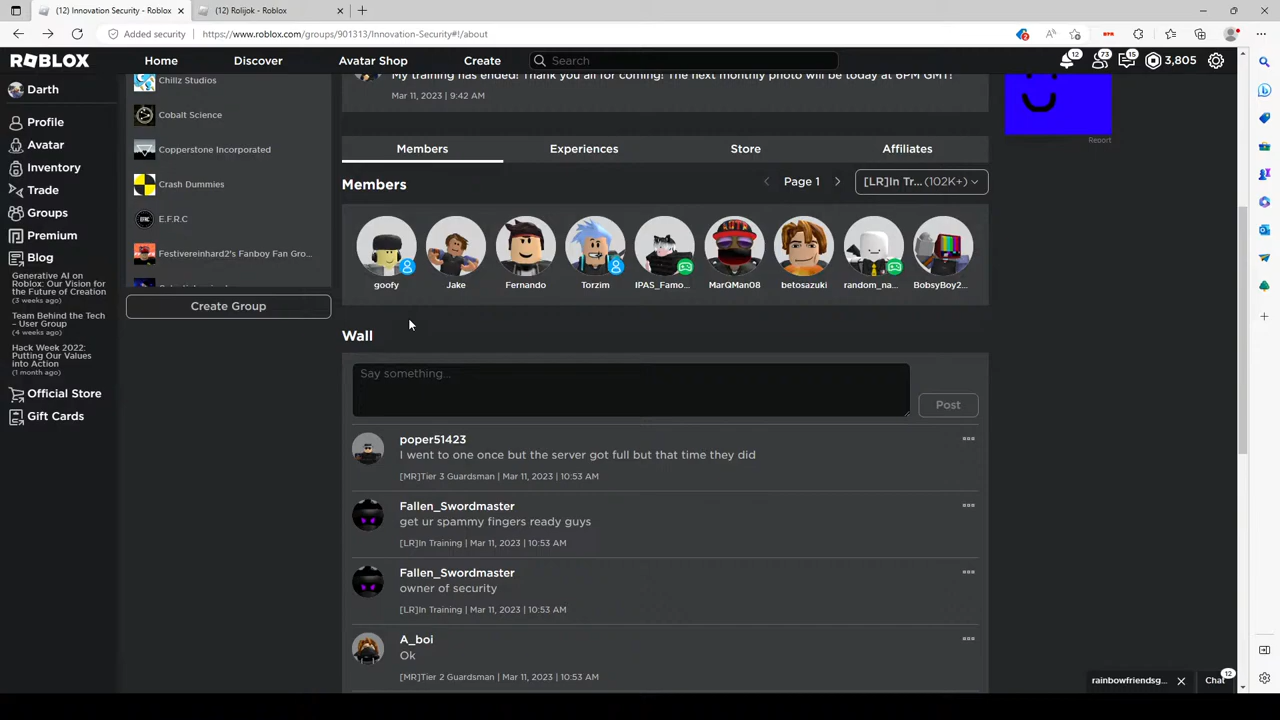 (12) Innovation Security - Roblox
(12) Rolijok - Roblox
Added security
https://www.roblox.com/groups/901313/Innovation-Security#!/about
2
ROBLOX
Home
Discover
Avatar Shop
Create
Search
12
73
15
3,805
Darth
Profile
Avatar
Inventory
Trade
Groups
Premium
Blog
Generative AI on
Roblox: Our Vision for
the Future of Creation
(3 weeks ago)
Team Behind the Tech
– User Group
(4 weeks ago)
Hack Week 2022:
Putting Our Values
into Action
(1 month ago)
Official Store
Gift Cards
Chillz Studios
Cobalt Science
Copperstone Incorporated
Crash Dummies
E.F.R.C
Festivereinhard2's Fanboy Fan Gro...
Create Group
My training has ended! Thank you all for coming! The next monthly photo will be today at 6PM GMT!
Mar 11, 2023 | 9:42 AM
Report
Members
Experiences
Store
Affiliates
Members
Page 1
[LR]In Tr... (102K+)
goofy
Jake
Fernando
Torzim
IPAS_Famo...
MarQMan08
betosazuki
random_na...
BobsyBoy2...
Wall
Say something...
Post
poper51423
I went to one once but the server got full but that time they did
[MR]Tier 3 Guardsman | Mar 11, 2023 | 10:53 AM
Fallen_Swordmaster
get ur spammy fingers ready guys
[LR]In Training | Mar 11, 2023 | 10:53 AM
Fallen_Swordmaster
owner of security
[LR]In Training | Mar 11, 2023 | 10:53 AM
A_boi
Ok
[MR]Tier 2 Guardsman | Mar 11, 2023 | 10:53 AM
rainbowfriendsg...
Chat
12